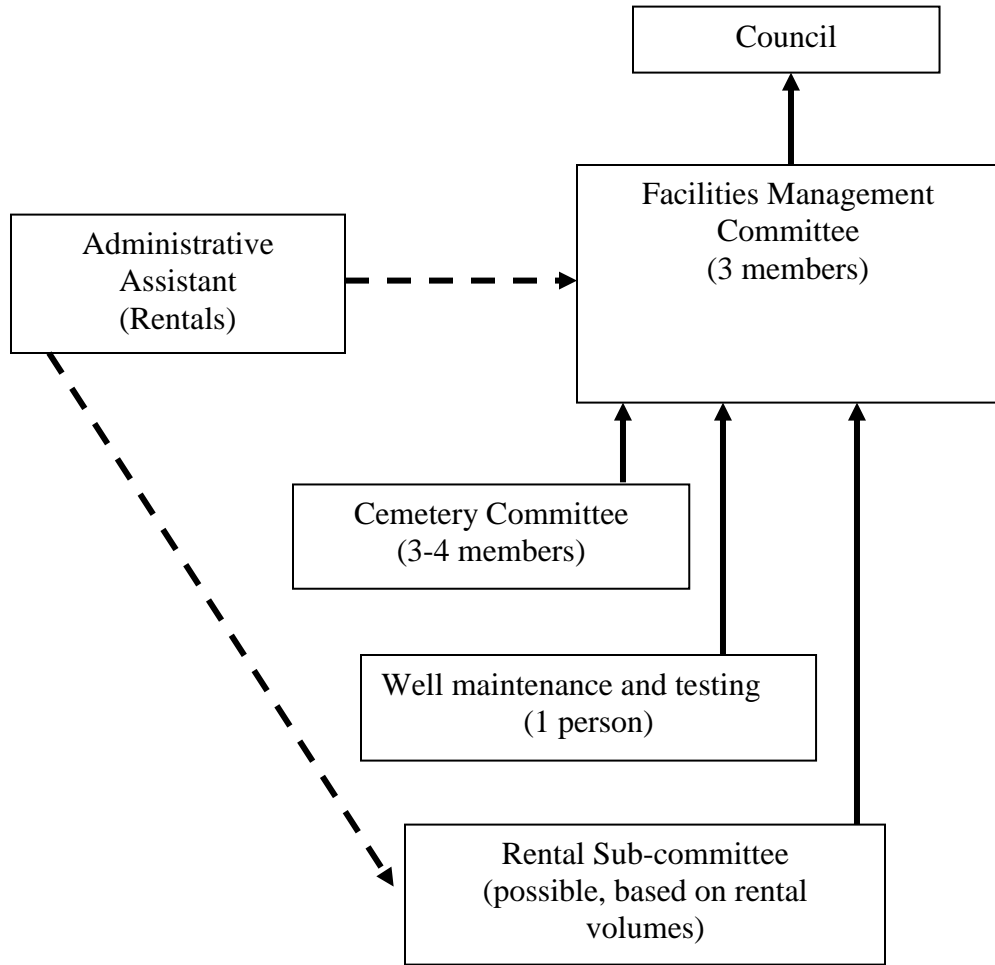 Council
Facilities Management
Committee
(3 members)
Administrative
Assistant
(Rentals)
Cemetery Committee
(3-4 members)
Well maintenance and testing
(1 person)
Rental Sub-committee
(possible, based on rental
volumes)